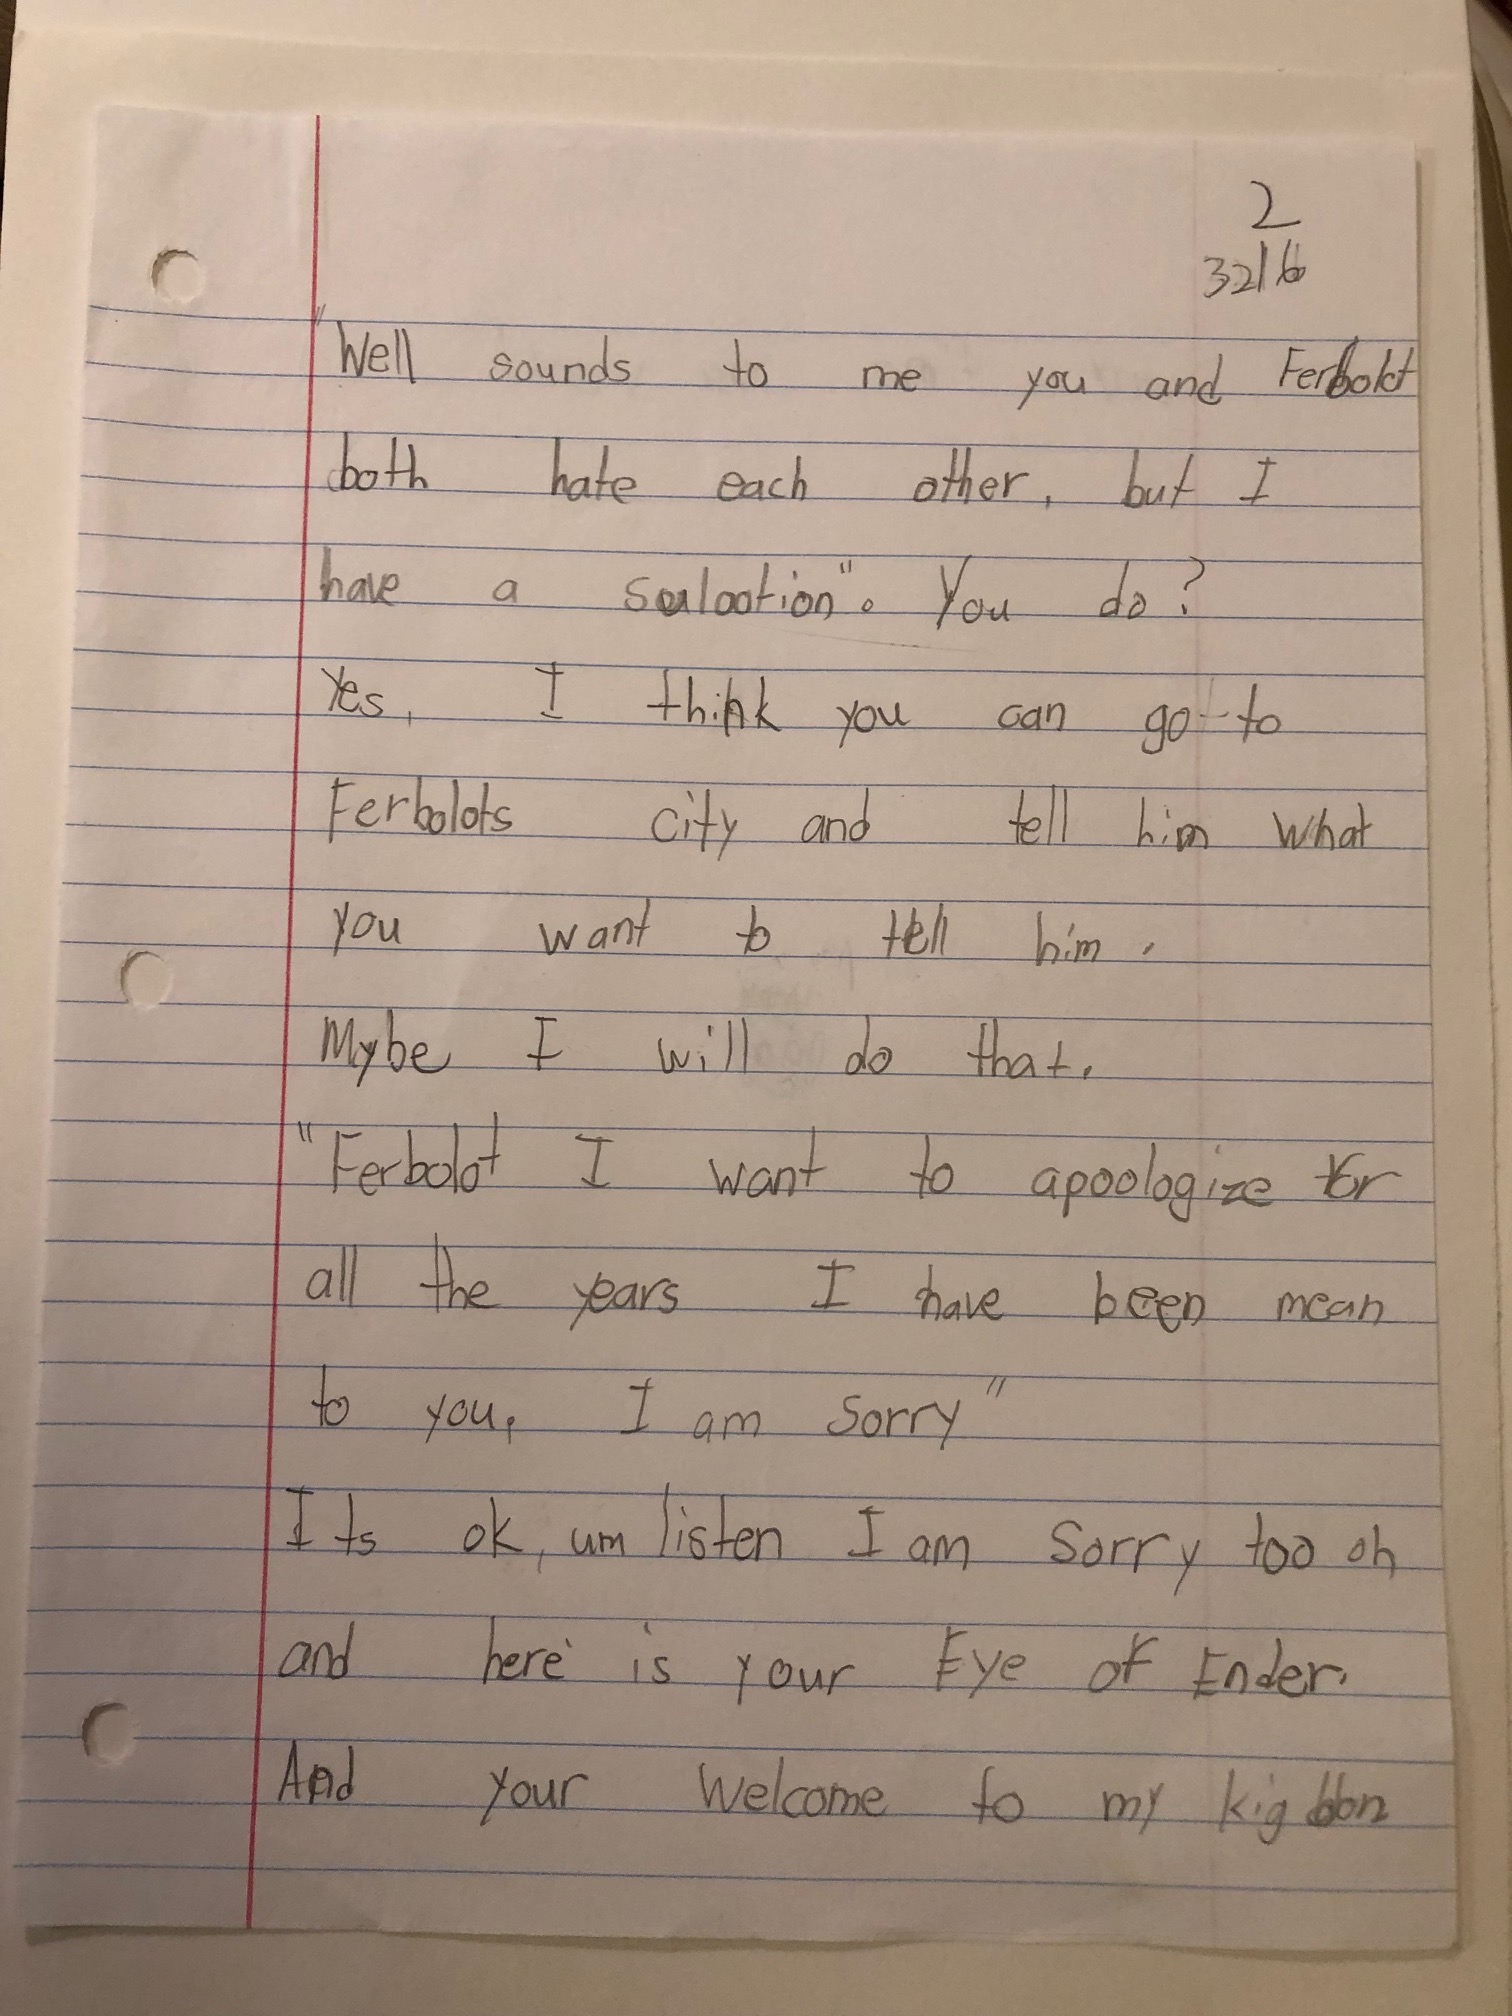 2
3216
"Well sounds to me you and Ferbolot
both hate each other, but I
have a sulaotion". You do?
Yes, I think you can go to
Ferbolots city and tell him what
you want to tell him.
Mybe I will do that.
"Ferbolot I want to apoologize for
all the years I have been mean
to you, I am sorry"
Its ok, um listen I am sorry too oh
and here is your Eye of Ender.
And your welcome to my kigdon